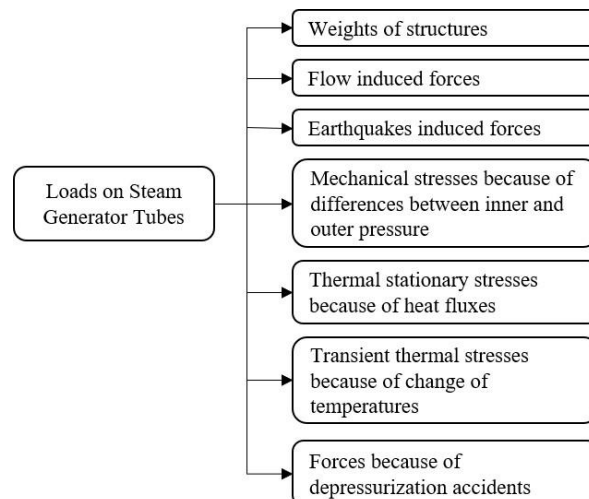 Weights of structures
Flow induced forces
Earthquakes induced forces
Loads on Steam
Generator Tubes
Mechanical stresses because of
differences between inner and
outer pressure
Thermal stationary stresses
because of heat fluxes
Transient thermal stresses
because of change of
temperatures
Forces because of
depressurization accidents